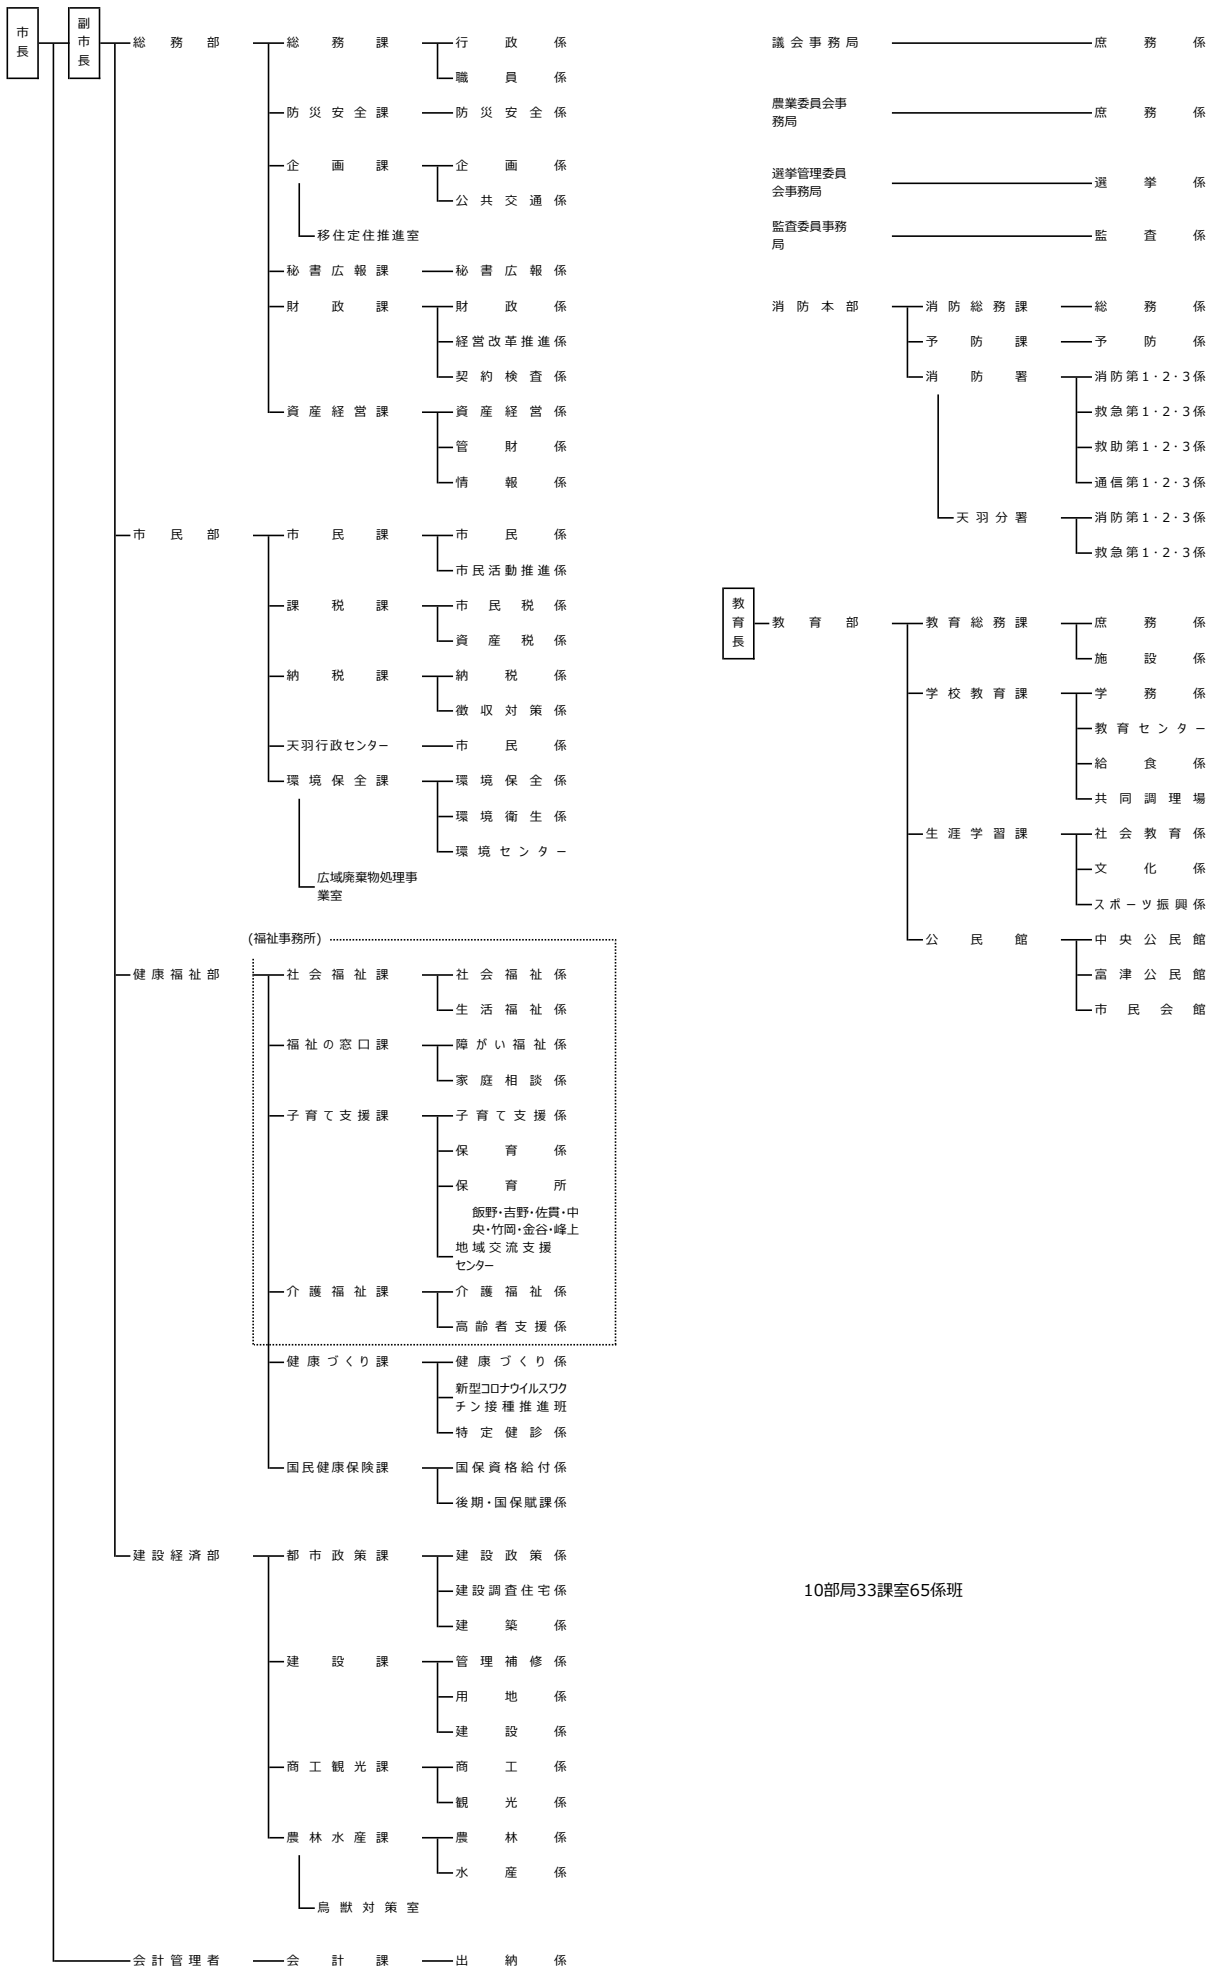 市長
副市長
総務部
総務課
行政係
職員係
防災安全課
防災安全係
企画課
企画係
公共交通係
移住定住推進室
秘書広報課
秘書広報係
財政課
財政係
経営改革推進係
契約検査係
資産経営課
資産経営係
管財係
情報係
市民部
市民課
市民係
市民活動推進係
課税課
市民税係
資産税係
納税課
納税係
徴収対策係
天羽行政センター
市民係
環境保全課
環境保全係
環境衛生係
環境センター
広域廃棄物処理事
業室
(福祉事務所)
健康福祉部
社会福祉課
社会福祉係
生活福祉係
福祉の窓口課
障がい福祉係
家庭相談係
子育て支援課
子育て支援係
保育係
保育所
飯野・吉野・佐貫・中
央・竹岡・金谷・峰上
地域交流支援
センター
介護福祉課
介護福祉係
高齢者支援係
健康づくり課
健康づくり係
新型コロナウイルスワク
チン接種推進班
特定健診係
国民健康保険課
国保資格給付係
後期・国保賦課係
建設経済部
都市政策課
建設政策係
建設調査住宅係
建築係
建設課
管理補修係
用地係
建設係
商工観光課
商工係
観光係
農林水産課
農林係
水産係
鳥獣対策室
会計管理者
会計課
出納係
議会事務局
庶務係
農業委員会事
務局
庶務係
選挙管理委員
会事務局
選挙係
監査委員事務
局
監査係
消防本部
消防総務課
総務係
予防課
予防係
消防署
消防第1・2・3係
救急第1・2・3係
救助第1・2・3係
通信第1・2・3係
天羽分署
消防第1・2・3係
救急第1・2・3係
教育長
教育部
教育総務課
庶務係
施設係
学校教育課
学務係
教育センター
給食係
共同調理場
生涯学習課
社会教育係
文化係
スポーツ振興係
公民館
中央公民館
富津公民館
市民会館
10部局33課室65係班